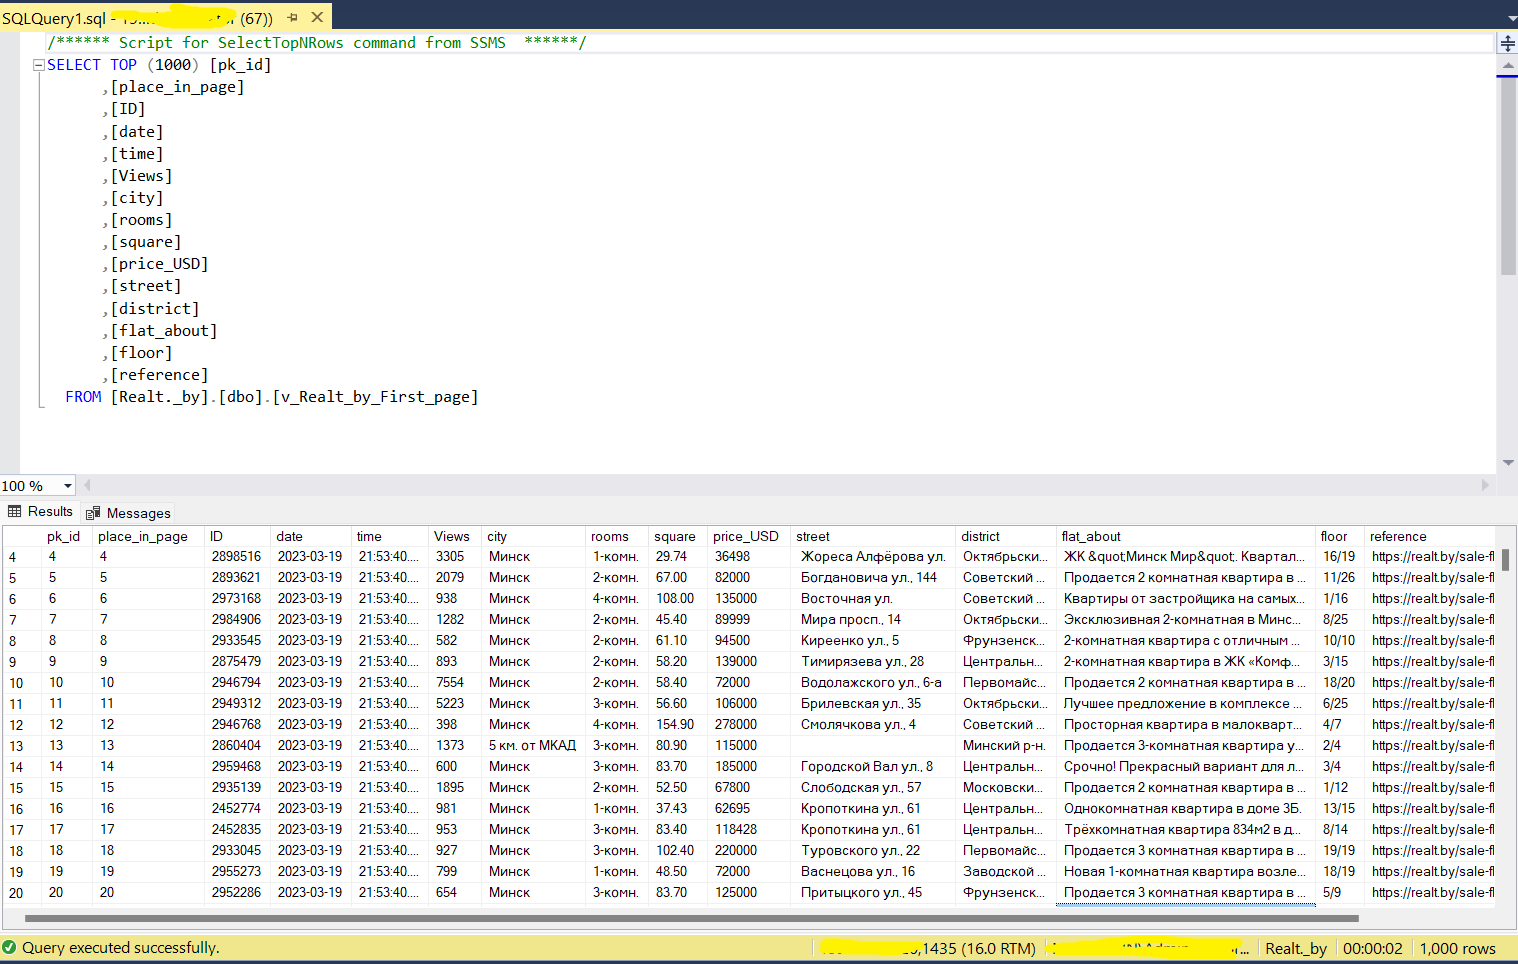 SQLQuery1.sql - (67))
/****** Script for SelectTopNRows command from SSMS ******/
SELECT TOP (1000) [pk_id]
,[place_in_page]
,[ID]
,[date]
,[time]
,[Views]
,[city]
,[rooms]
,[square]
,[price_USD]
,[street]
,[district]
,[flat_about]
,[floor]
,[reference]
FROM [Realt._by].[dbo].[v_Realt_by_First_page]
100 %
Results Messages
pk_id place_in_page ID date time Views city rooms square price_USD street district flat_about floor reference
4 4 4 2898516 2023-03-19 21:53:40.... 3305 Минск 1-комн. 29.74 36498 Жореса Алфёрова ул. Октябрьски... ЖК &quot;Минск Мир&quot;. Квартал... 16/19 https://realt.by/sale-fl
5 5 5 2893621 2023-03-19 21:53:40.... 2079 Минск 2-комн. 67.00 82000 Богдановича ул., 144 Советский ... Продается 2 комнатная квартира в ... 11/26 https://realt.by/sale-fl
6 6 6 2973168 2023-03-19 21:53:40.... 938 Минск 4-комн. 108.00 135000 Восточная ул. Советский ... Квартиры от застройщика на самых... 1/16 https://realt.by/sale-fl
7 7 7 2984906 2023-03-19 21:53:40.... 1282 Минск 2-комн. 45.40 89999 Мира просп., 14 Октябрьски... Эксклюзивная 2-комнатная в Минс... 8/25 https://realt.by/sale-fl
8 8 8 2933545 2023-03-19 21:53:40.... 582 Минск 2-комн. 61.10 94500 Киреенко ул., 5 Фрунзенск... 2-комнатная квартира с отличным ... 10/10 https://realt.by/sale-fl
9 9 9 2875479 2023-03-19 21:53:40.... 893 Минск 2-комн. 58.20 139000 Тимирязева ул., 28 Центральн... 2-комнатная квартира в ЖК «Комф... 3/15 https://realt.by/sale-fl
10 10 10 2946794 2023-03-19 21:53:40.... 7554 Минск 2-комн. 58.40 72000 Водолажского ул., 6-а Первомайс... Продается 2 комнатная квартира в ... 18/20 https://realt.by/sale-fl
11 11 11 2949312 2023-03-19 21:53:40.... 5223 Минск 3-комн. 56.60 106000 Брилевская ул., 35 Октябрьски... Лучшее предложение в комплексе ... 6/25 https://realt.by/sale-fl
12 12 12 2946768 2023-03-19 21:53:40.... 398 Минск 4-комн. 154.90 278000 Смолячкова ул., 4 Советский ... Просторная квартира в малокварт... 4/7 https://realt.by/sale-fl
13 13 13 2860404 2023-03-19 21:53:40.... 1373 5 км. от МКАД 3-комн. 80.90 115000 Минский р-н. Продается 3-комнатная квартира у... 2/4 https://realt.by/sale-fl
14 14 14 2959468 2023-03-19 21:53:40.... 600 Минск 3-комн. 83.70 185000 Городской Вал ул., 8 Центральн... Срочно! Прекрасный вариант для л... 3/4 https://realt.by/sale-fl
15 15 15 2935139 2023-03-19 21:53:40.... 1895 Минск 2-комн. 52.50 67800 Слободская ул., 57 Московски... Продается 2 комнатная квартира в ... 1/12 https://realt.by/sale-fl
16 16 16 2452774 2023-03-19 21:53:40.... 981 Минск 1-комн. 37.43 62695 Кропоткина ул., 61 Центральн... Однокомнатная квартира в доме 3Б. 13/15 https://realt.by/sale-fl
17 17 17 2452835 2023-03-19 21:53:40.... 953 Минск 3-комн. 83.40 118428 Кропоткина ул., 61 Центральн... Трёхкомнатная квартира 834м2 в д... 8/14 https://realt.by/sale-fl
18 18 18 2933045 2023-03-19 21:53:40.... 927 Минск 3-комн. 102.40 220000 Туровского ул., 22 Первомайс... Продается 3 комнатная квартира в ... 19/19 https://realt.by/sale-fl
19 19 19 2955273 2023-03-19 21:53:40.... 799 Минск 1-комн. 48.50 72000 Васнецова ул., 16 Заводской ... Новая 1-комнатная квартира возле... 18/19 https://realt.by/sale-fl
20 20 20 2952286 2023-03-19 21:53:40.... 654 Минск 3-комн. 83.70 125000 Притыцкого ул., 45 Фрунзенск... Продается 3 комнатная квартира в ... 5/9 https://realt.by/sale-fl
Query executed successfully. ,1435 (16.0 RTM) Realt._by 00:00:02 1,000 rows